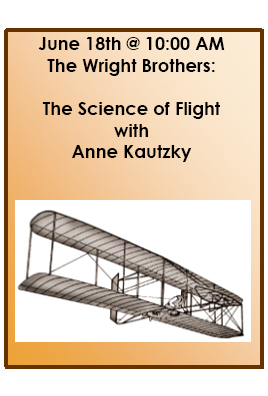 June 18th @ 10:00 AM
The Wright Brothers:
The Science of Flight
with
Anne Kautzky